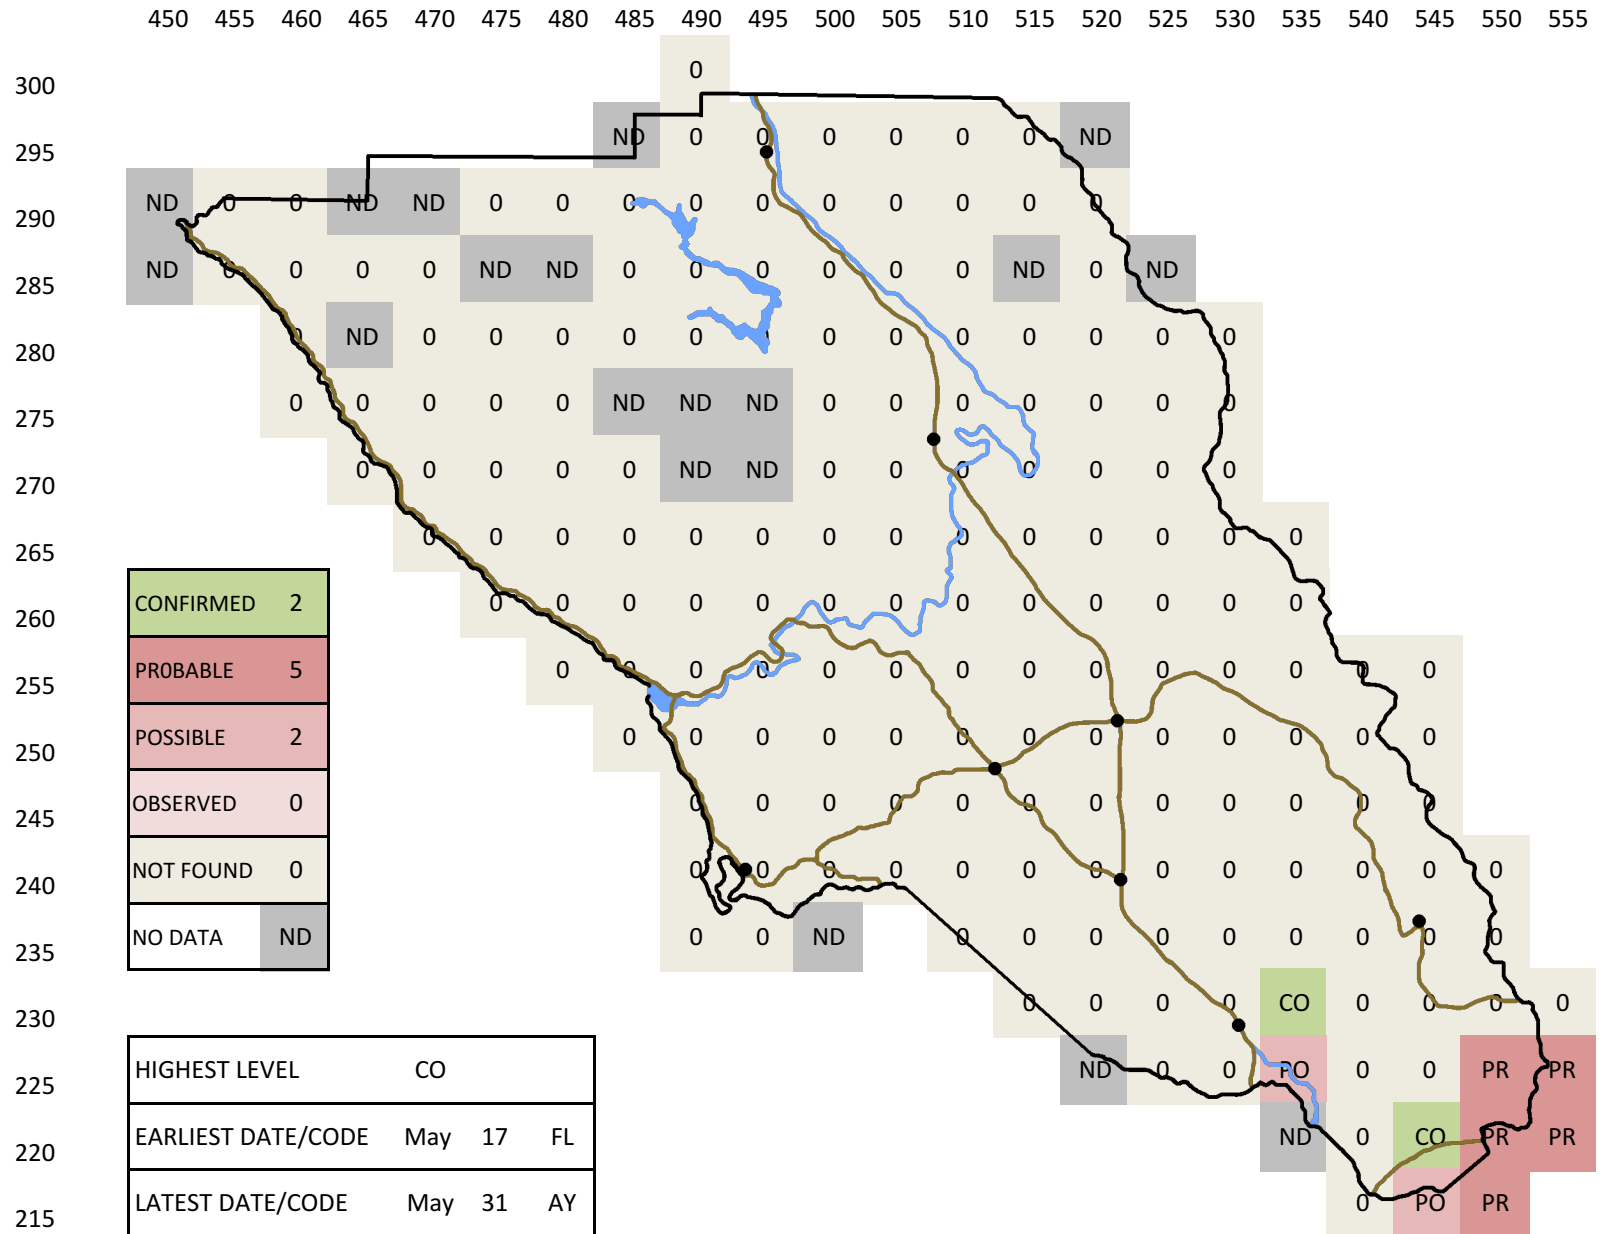 450 455 460 465 470 475 480 485 490 495 500 505 510 515 520 525 530 535 540 545 550 555
0
300
ND 0 0 0 0 0 0 ND
295
ND 0 0 ND ND 0 0 0 0 0 0 0 0 0 0
290
ND 0 0 0 0 ND ND 0 0 0 0 0 0 ND 0 ND
285
0 ND 0 0 0 0 0 0 0 0 0 0 0 0 0
280
0 0 0 0 0 ND ND ND 0 0 0 0 0 0 0
275
0 0 0 0 0 ND ND 0 0 0 0 0 0 0
270
0 0 0 0 0 0 0 0 0 0 0 0 0 0
265
CONFIRMED 2 0 0 0 0 0 0 0 0 0 0 0 0 0
260
PR0BABLE 5 0 0 0 0 0 0 0 0 0 0 0 0 0 0
255
POSSIBLE 2 0 0 0 0 0 0 0 0 0 0 0 0 0
250
OBSERVED 0 0 0 0 0 0 0 0 0 0 0 0 0
245
NOT FOUND 0 0 0 0 0 0 0 0 0 0 0 0 0 0
240
NO DATA ND 0 0 ND 0 0 0 0 0 0 0 0 0
235
0 0 0 0 CO 0 0 0 0
230
HIGHEST LEVEL CO ND 0 0 PO 0 0 PR PR
225
EARLIEST DATE/CODE May 17 FL ND 0 CO PR PR
220
LATEST DATE/CODE May 31 AY 0 PO PR
215